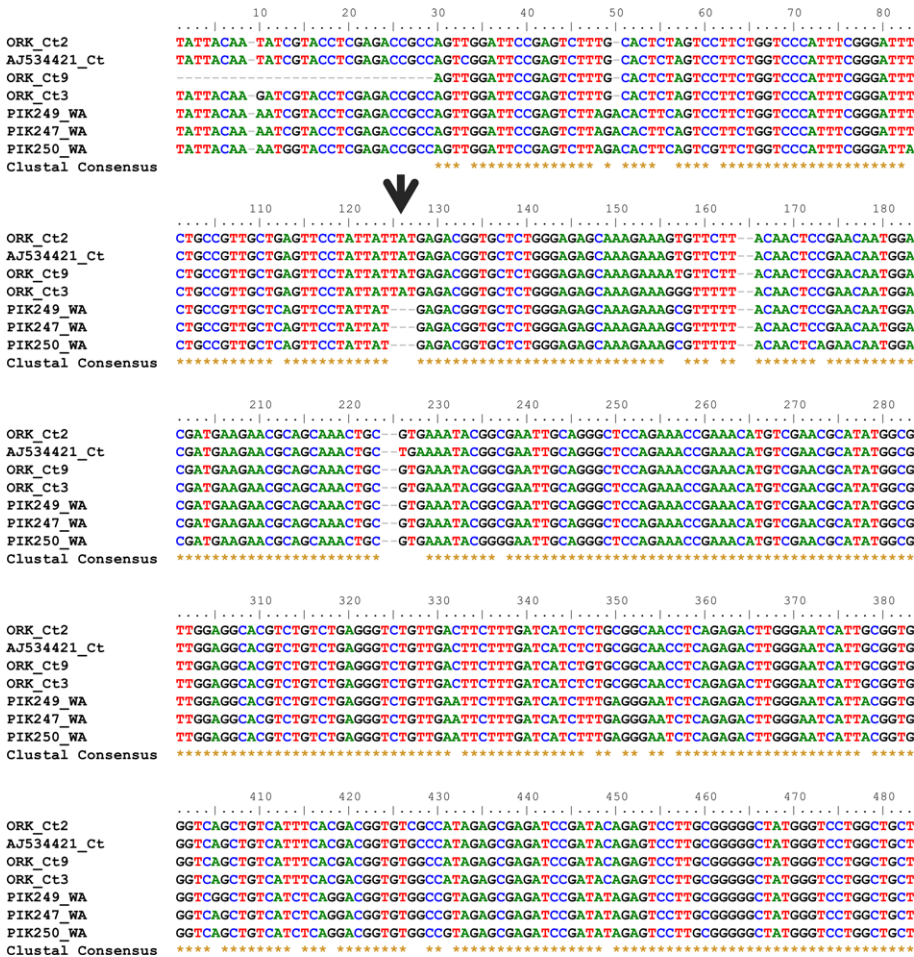 10 20 30 40 50 60 70 80
ORK_Ct2 TATTACAA-TATCGTACCTCGAGACCGCCAGTTGGATTCCGAGTCTTTG-CACTCTAGTCCTTCTGGTCCCATTTCGGGATTT
AJ534421_Ct TATTACAA-TATCGTACCTCGAGACCGCCAGTCGGATTCCGAGTCTTTG-CACTCTAGTCCTTCTGGTCCCATTTCGGGATTT
ORK_Ct9 -----------------------------AGTTGGATTCCGAGTCTTTG-CACTCTAGTCCTTCTGGTCCCATTTCGGGATTT
ORK_Ct3 TATTACAA-GATCGTACCTCGAGACCGCCAGTTGGATTCCGAGTCTTTG-CACTCTAGTCCTTCTGGTCCCATTTCGGGATTT
PIK249_WA TATTACAA-AATCGTACCTCGAGACCGCCAGTTGGATTCCGAGTCTTAGACACTTCAGTCCTTCTGGTCCCATTTCGGGATTT
PIK247_WA TATTACAA-AATCGTACCTCGAGACCGCCAGTTGGATTCCGAGTCTTAGACACTTCAGTCCTTCTGGTCCCATTTCGGGATTT
PIK250_WA TATTACAA-AATGGTACCTCGAGACCGCCAGTTGGATTCCGAGTCTTAGACACTTCAGTCGTTCTGGTCCCATTTCGGGATTA
Clustal Consensus
110 120 130 140 150 160 170 180
ORK_Ct2 CTGCCGTTGCTGAGTTCCTATTATTATGAGACGGTGCTCTGGGAGAGCAAAGAAAGTGTTCTT--ACAACTCCGAACAATGGA
AJ534421_Ct CTGCCGTTGCTGAGTTCCTATTATTATGAGACGGTGCTCTGGGAGAGCAAAGAAAGTGTTCTT--ACAACTCCGAACAATGGA
ORK_Ct9 CTGCCGTTGCTGAGTTCCTATTATTATGAGACGGTGCTCTGGGAGAGCAAAGAAAATGTTCTT--ACAACTCCGAACAATGGA
ORK_Ct3 CTGCCGTTGCTGAGTTCCTATTATTATGAGACGGTGCTCTGGGAGAGCAAAGAAAGGGTTTTT--ACAACTCCGAACAATGGA
PIK249_WA CTGCCGTTGCTCAGTTCCTATTAT---GAGACGGTGCTCTGGGAGAGCAAAGAAAGCGTTTTT--ACAACTCCGAACAATGGA
PIK247_WA CTGCCGTTGCTCAGTTCCTATTAT---GAGACGGTGCTCTGGGAGAGCAAAGAAAGCGTTTTT--ACAACTCCGAACAATGGA
PIK250_WA CTGCCGTTGCTCAGTTCCTATTAT---GAGACGGTGCTCTGGGAGAGCAAAGAAAGCGTTTTT--ACAACTCAGAACAATGGA
Clustal Consensus
210 220 230 240 250 260 270 280
ORK_Ct2 CGATGAAGAACGCAGCAAACTGC--GTGAAATACGGCGAATTGCAGGGCTCCAGAAACCGAAACATGTCGAACGCATATGGCG
AJ534421_Ct CGATGAAGAACGCAGCAAACTGC--TGAAAATACGGCGAATTGCAGGGCTCCAGAAACCGAAACATGTCGAACGCATATGGCG
ORK_Ct9 CGATGAAGAACGCAGCAAACTGC--GTGAAATACGGCGAATTGCAGGGCTCCAGAAACCGAAACATGTCGAACGCATATGGCG
ORK_Ct3 CGATGAAGAACGCAGCAAACTGC--GTGAAATACGGCGAATTGCAGGGCTCCAGAAACCGAAACATGTCGAACGCATATGGCG
PIK249_WA CGATGAAGAACGCAGCAAACTGC--GTGAAATACGGCGAATTGCAGGGCTCCAGAAACCGAAACATGTCGAACGCATATGGCG
PIK247_WA CGATGAAGAACGCAGCAAACTGC--GTGAAATACGGCGAATTGCAGGGCTCCAGAAACCGAAACATGTCGAACGCATATGGCG
PIK250_WA CGATGAAGAACGCAGCAAACTGC--GTGAAATACGGGGAATTGCAGGGCTCCAGAAACCGAAACATGTCGAACGCATATGGCG
Clustal Consensus
310 320 330 340 350 360 370 380
ORK_Ct2 TTGGAGGCACGTCTGTCTGAGGGTCTGTTGACTTCTTTGATCATCTCTGCGGCAACCTCAGAGACTTGGGAATCATTGCGGTG
AJ534421_Ct TTGGAGGCACGTCTGTCTGAGGGTCTGTTGACTTCTTTGATCATCTCTGCGGCAACCTCAGAGACTTGGGAATCATTGCGGTG
ORK_Ct9 TTGGAGGCACGTCTGTCTGAGGGTCTGTTGACTTCTTTGATCATCTGTGCGGCAACCTCAGAGACTTGGGAATCATTGCGGTG
ORK_Ct3 TTGGAGGCACGTCTGTCTGAGGGTCTGTTGACTTCTTTGATCATCTCTGCGGCAACCTCAGAGACTTGGGAATCATTGCGGTG
PIK249_WA TTGGAGGCACGTCTGTCTGAGGGTCTGTTGAATTCTTTGATCATCTTTGAGGGAATCTCAGAGACTTGGGAATCATTACGGTG
PIK247_WA TTGGAGGCACGTCTGTCTGAGGGTCTGTTGAATTCTTTGATCATCTTTGAGGGAATCTCAGAGACTTGGGAATCATTACGGTG
PIK250_WA TTGGAGGCACGTCTGTCTGAGGGTCTGTTGAATTCTTTGATCATCTTTGAGGGAATCTCAGAGACTTGGGAATCATTACGGTG
Clustal Consensus
410 420 430 440 450 460 470 480
ORK_Ct2 GGTCAGCTGTCATTTCACGACGGTGTCGCCATAGAGCGAGATCCGATACAGAGTCCTTGCGGGGGCTATGGGTCCTGGCTGCT
AJ534421_Ct GGTCAGCTGTCATTTCACGACGGTGTGCCCATAGAGCGAGATCCGATACAGAGTCCTTGCGGGGGCTATGGGTCCTGGCTGCT
ORK_Ct9 GGTCAGCTGTCATTTCACGACGGTGTGGCCATAGAGCGAGATCCGATACAGAGTCCTTGCGGGGGCTATGGGTCCTGGCTGCT
ORK_Ct3 GGTCAGCTGTCATTTCACGACGGTGTGGCCATAGAGCGAGATCCGATACAGAGTCCTTGCGGGGGCTATGGGTCCTGGCTGCT
PIK249_WA GGTCGGCTGTCATCTCAGGACGGTGTGGCCGTAGAGCGAGATCCGATATAGAGTCCTTGCGGGGGCTATGGGTCCTGGCTGCT
PIK247_WA GGTCAGCTGTCATCTCAGGACGGTGTGGCCGTAGAGCGAGATCCGATATAGAGTCCTTGCGGGGGCTATGGGTCCTGGCTGCT
PIK250_WA GGTCAGCTGTCATCTCAGGACGGTGTGGCCGTAGAGCGAGATCCGATATAGAGTCCTTGCGGGGGCTATGGGTCCTGGCTGCT
Clustal Consensus